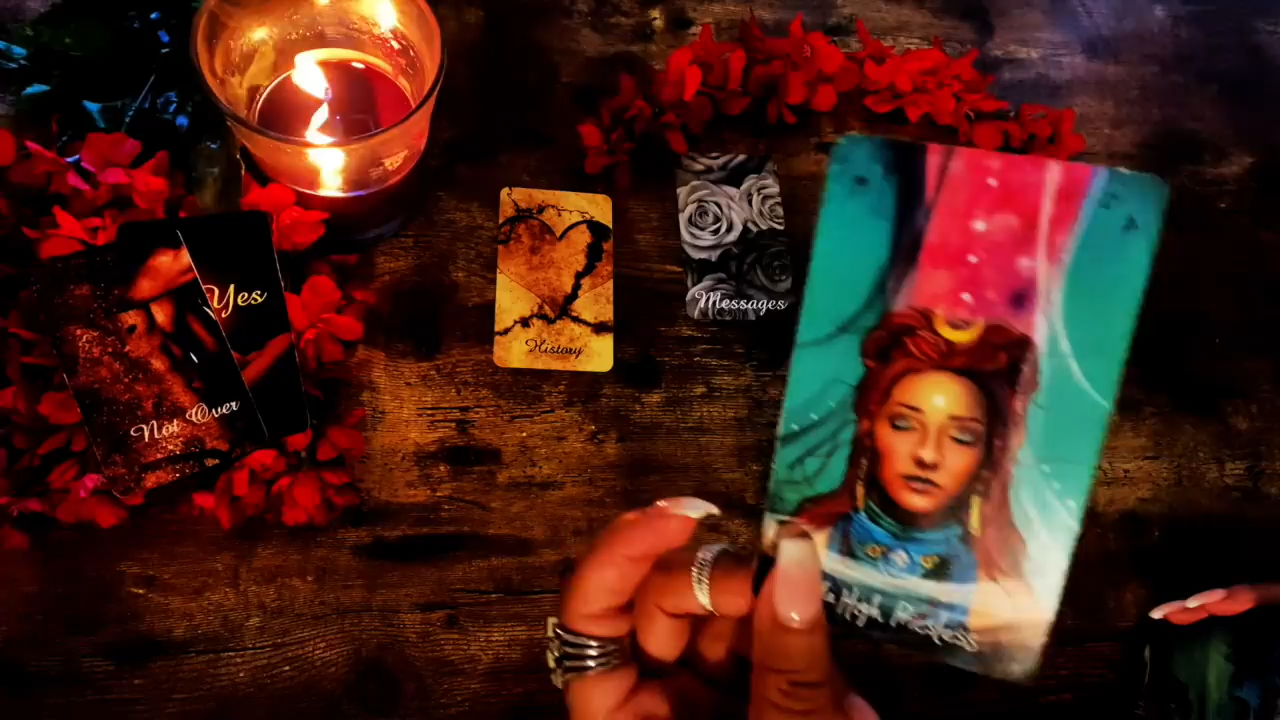 Yes
Not Over
History
Messages
High Priestess